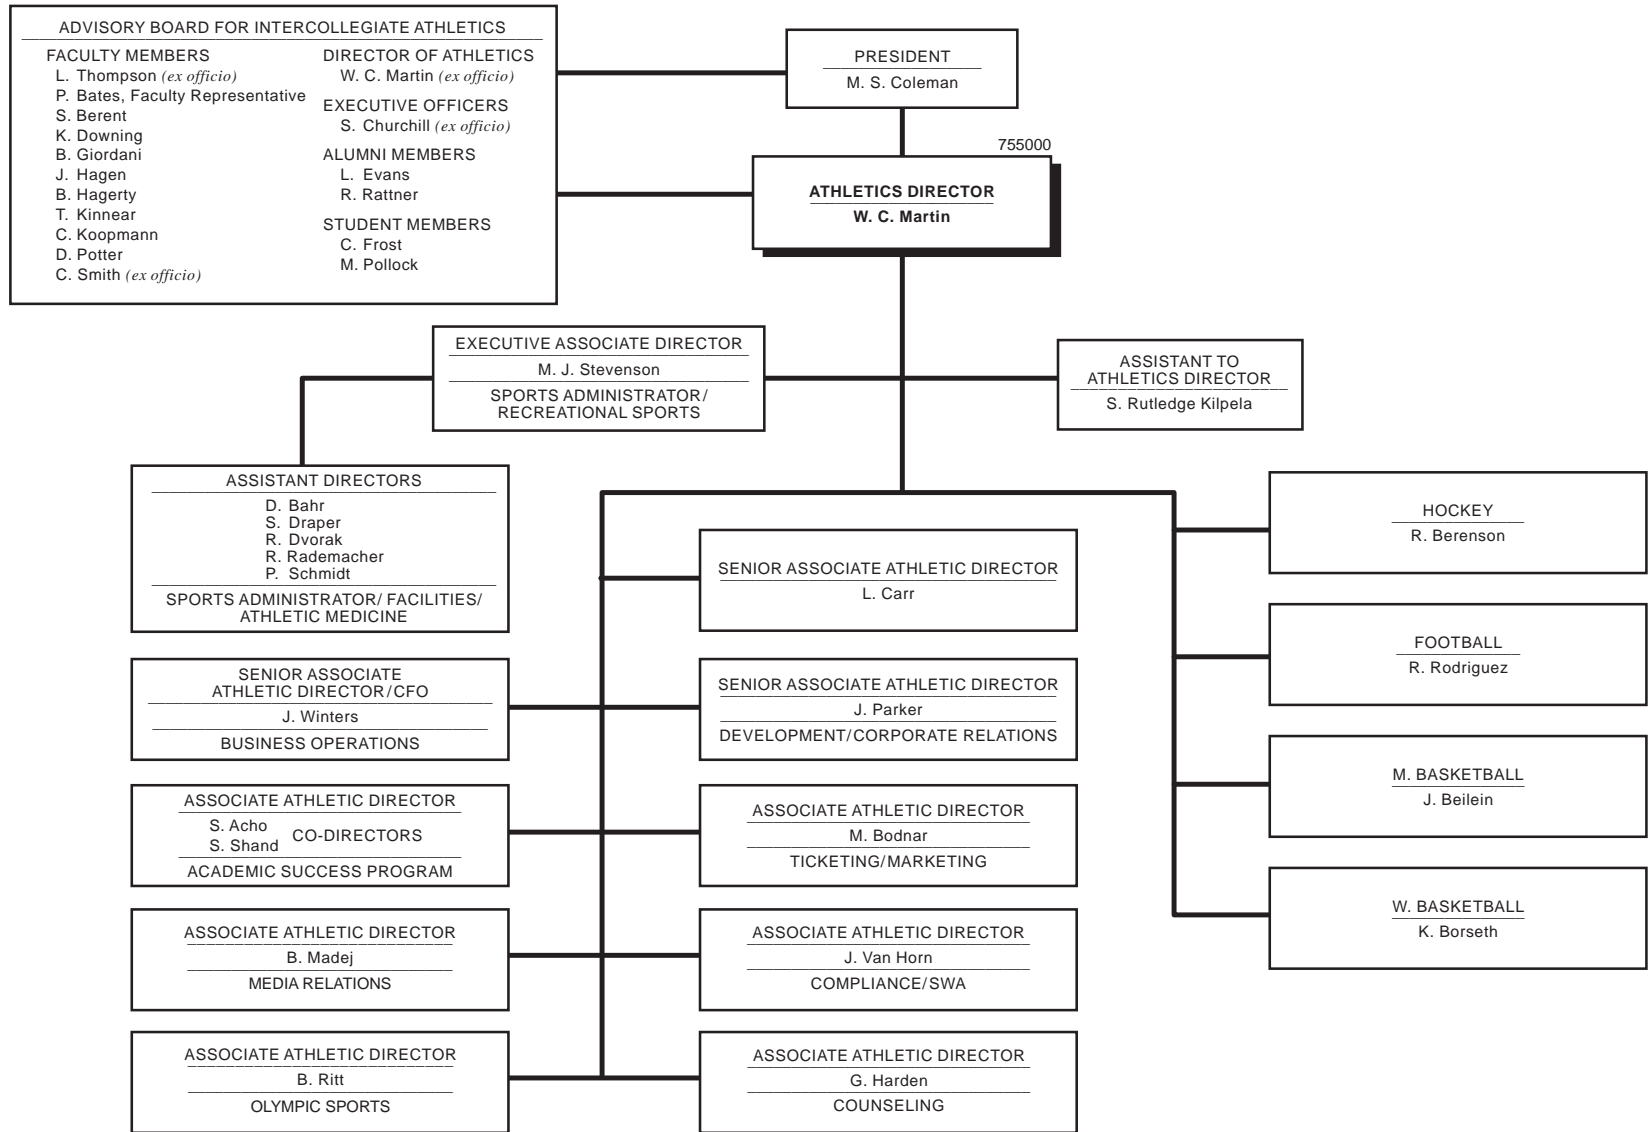 ADVISORY BOARD FOR INTERCOLLEGIATE ATHLETICS
FACULTY MEMBERS
L. Thompson (ex officio)
P. Bates, Faculty Representative
S. Berent
K. Downing
B. Giordani
J. Hagen
B. Hagerty
T. Kinnear
C. Koopmann
D. Potter
C. Smith (ex officio)
DIRECTOR OF ATHLETICS
W. C. Martin (ex officio)
EXECUTIVE OFFICERS
S. Churchill (ex officio)
ALUMNI MEMBERS
L. Evans
R. Rattner
STUDENT MEMBERS
C. Frost
M. Pollock
PRESIDENT
M. S. Coleman
755000
ATHLETICS DIRECTOR
W. C. Martin
EXECUTIVE ASSOCIATE DIRECTOR
M. J. Stevenson
SPORTS ADMINISTRATOR/
RECREATIONAL SPORTS
ASSISTANT TO
ATHLETICS DIRECTOR
S. Rutledge Kilpela
ASSISTANT DIRECTORS
D. Bahr
S. Draper
R. Dvorak
R. Rademacher
P. Schmidt
SPORTS ADMINISTRATOR/ FACILITIES/
ATHLETIC MEDICINE
SENIOR ASSOCIATE ATHLETIC DIRECTOR
L. Carr
SENIOR ASSOCIATE
ATHLETIC DIRECTOR/CFO
J. Winters
BUSINESS OPERATIONS
SENIOR ASSOCIATE ATHLETIC DIRECTOR
J. Parker
DEVELOPMENT/CORPORATE RELATIONS
ASSOCIATE ATHLETIC DIRECTOR
S. Acho
S. Shand
CO-DIRECTORS
ACADEMIC SUCCESS PROGRAM
ASSOCIATE ATHLETIC DIRECTOR
M. Bodnar
TICKETING/MARKETING
ASSOCIATE ATHLETIC DIRECTOR
B. Madej
MEDIA RELATIONS
ASSOCIATE ATHLETIC DIRECTOR
J. Van Horn
COMPLIANCE/SWA
ASSOCIATE ATHLETIC DIRECTOR
B. Ritt
OLYMPIC SPORTS
ASSOCIATE ATHLETIC DIRECTOR
G. Harden
COUNSELING
HOCKEY
R. Berenson
FOOTBALL
R. Rodriguez
M. BASKETBALL
J. Beilein
W. BASKETBALL
K. Borseth